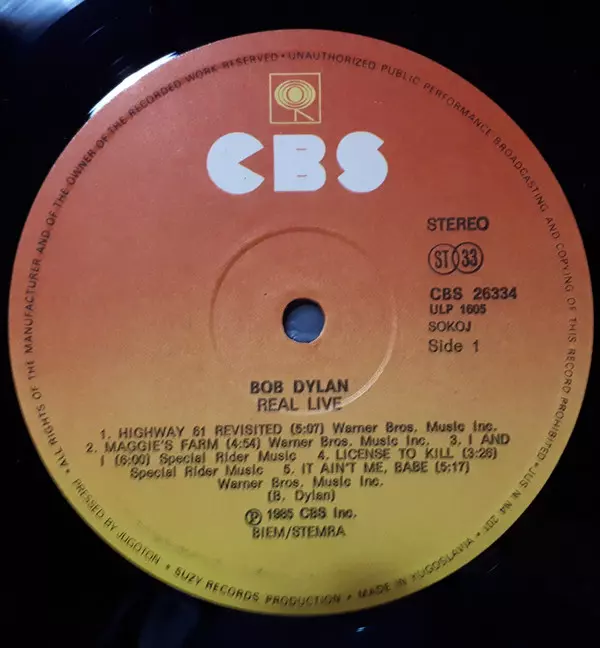 CBS
STEREO
ST 33
CBS 26334
ULP 1605
SOKOJ
Side 1
BOB DYLAN
REAL LIVE
1. HIGHWAY 61 REVISITED (5:07) Warner Bros. Music Inc.
2. MAGGIE'S FARM (4:54) Warner Bros. Music Inc. 3. I AND
I (6:00) Special Rider Music 4. LICENSE TO KILL (3:26)
Special Rider Music 5. IT AIN'T ME, BABE (5:17)
Warner Bros. Music Inc.
(B. Dylan)
℗ 1985 CBS Inc.
BIEM/STEMRA
• ALL RIGHTS OF THE MANUFACTURER AND OF THE OWNER OF THE RECORDED WORK RESERVED • UNAUTHORIZED PUBLIC PERFORMANCE BROADCASTING AND COPYING OF THIS RECORD PROHIBITED •
PRESSED BY JUGOTON • SUZY RECORDS PRODUCTION • MADE IN YUGOSLAVIA •